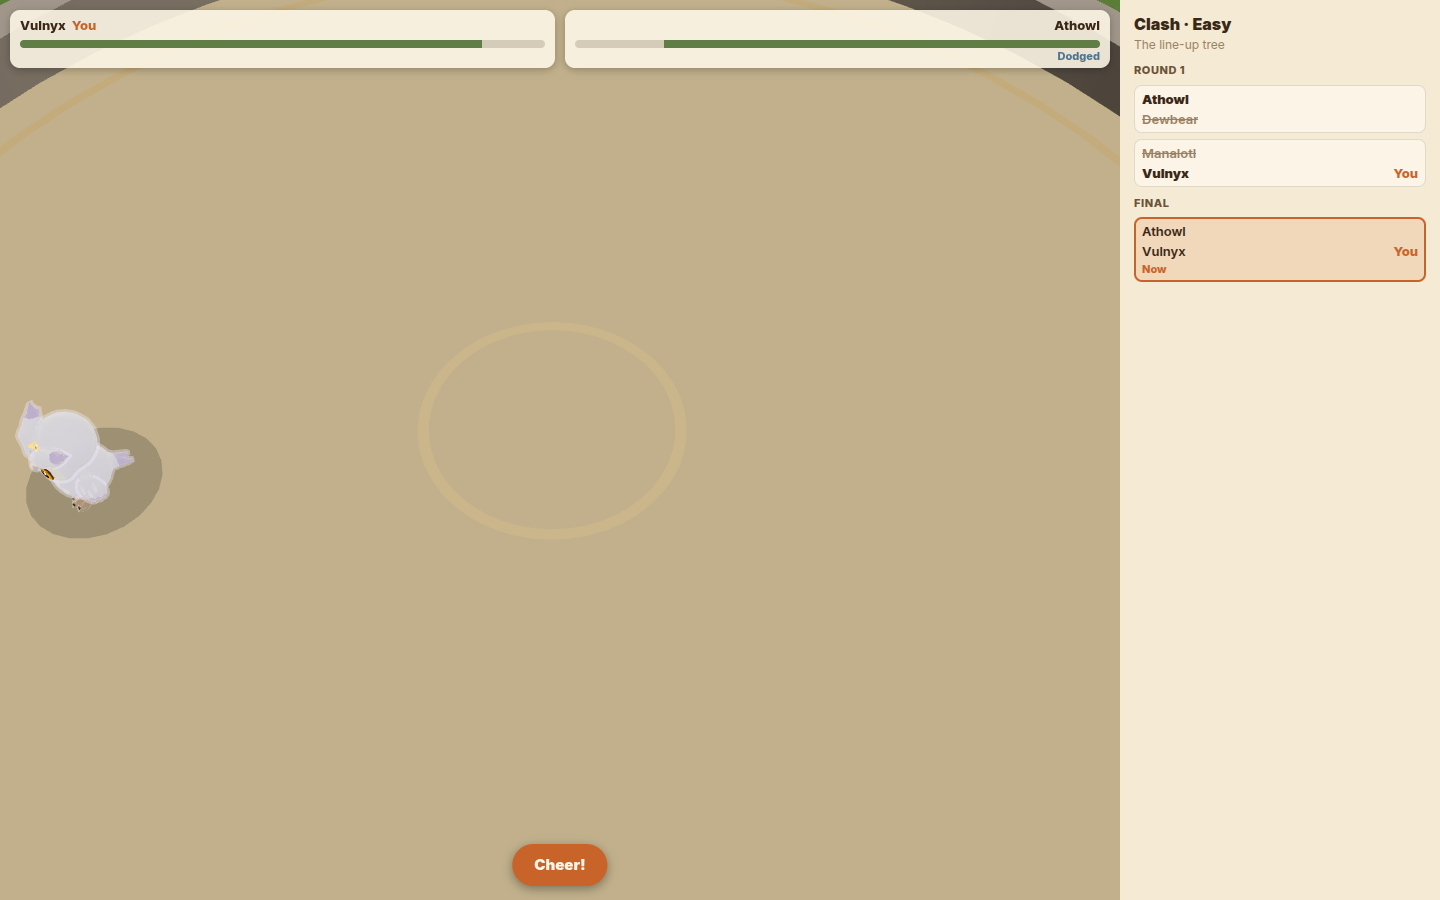 Vulnyx You
Athowl
Dodged
Cheer!
Clash · Easy
The line-up tree
ROUND 1
Athowl
Dewbear
Manalotl
Vulnyx You
FINAL
Athowl
Vulnyx You
Now